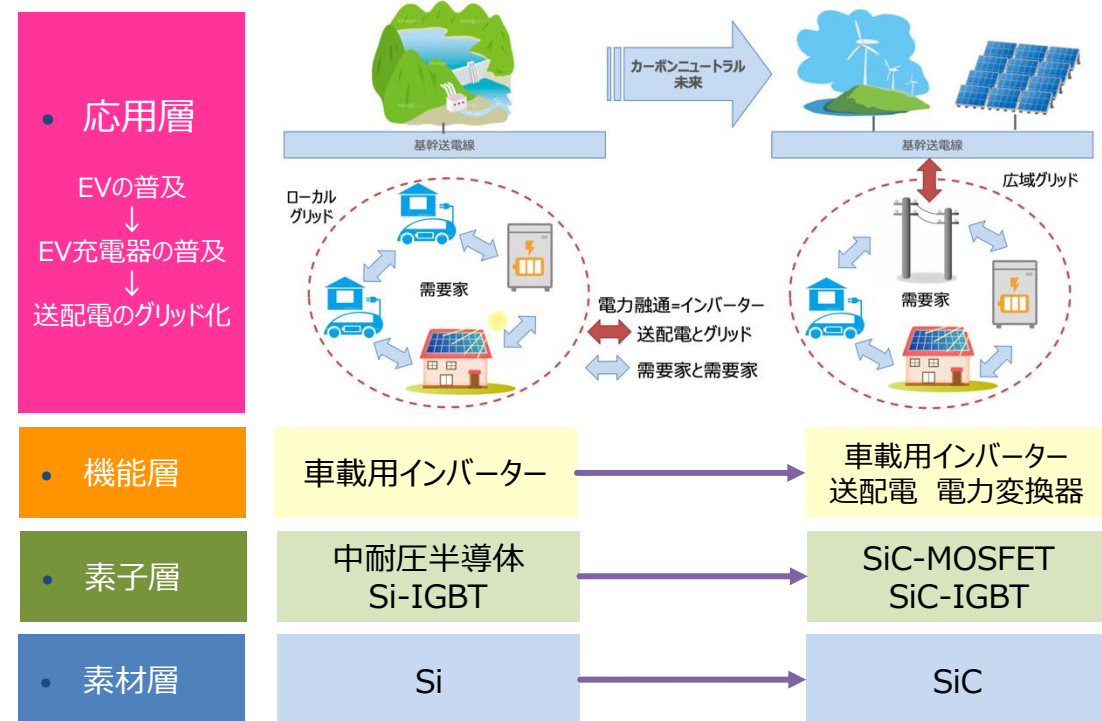 • 応用層
EVの普及
↓
EV充電器の普及
↓
送配電のグリッド化
カーボンニュートラル
未来
基幹送電線
基幹送電線
ローカル
グリッド
需要家
広域グリッド
需要家
電力融通=インバーター
送配電とグリッド
需要家と需要家
• 機能層
車載用インバーター
車載用インバーター
送配電 電力変換器
• 素子層
中耐圧半導体
Si-IGBT
SiC-MOSFET
SiC-IGBT
• 素材層
Si
SiC